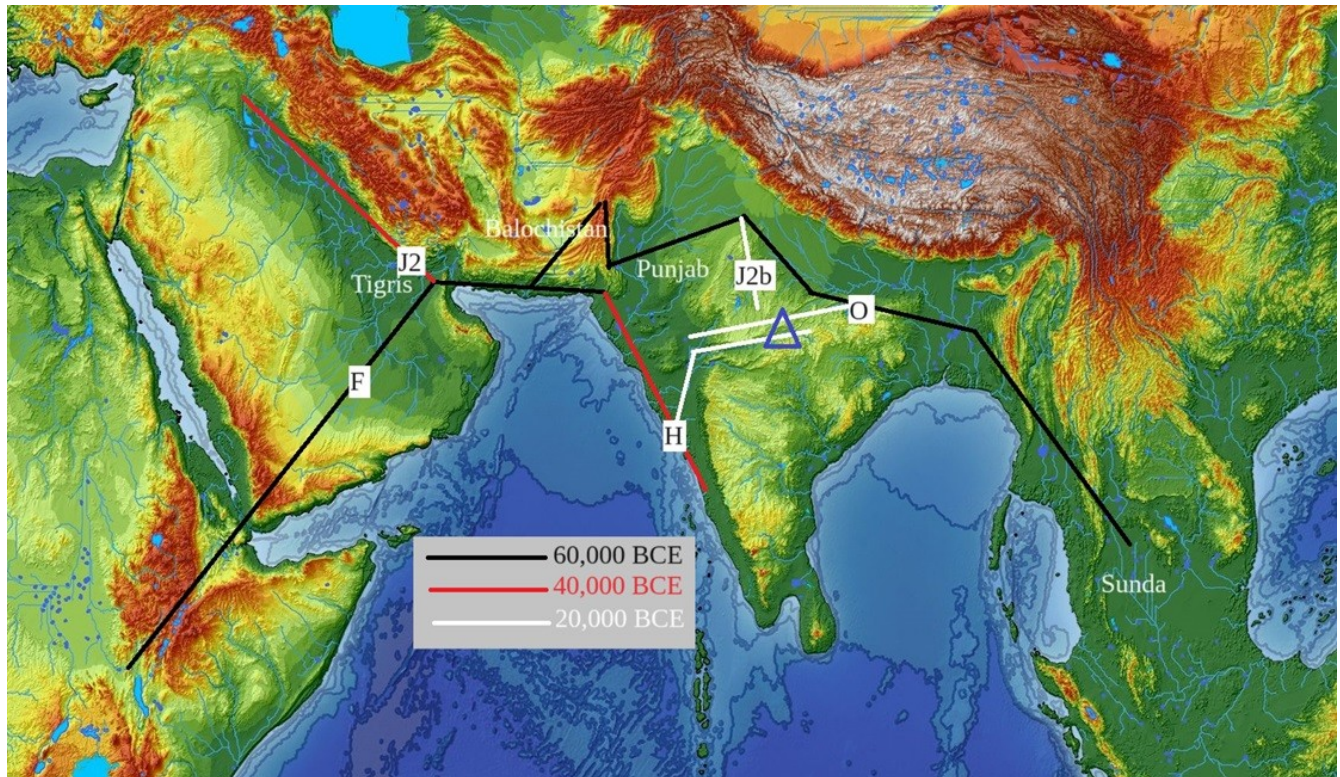 Balochistan
J2
Punjab
J2b
Tigris
O
F
H
60,000 BCE
40,000 BCE
20,000 BCE
Sunda